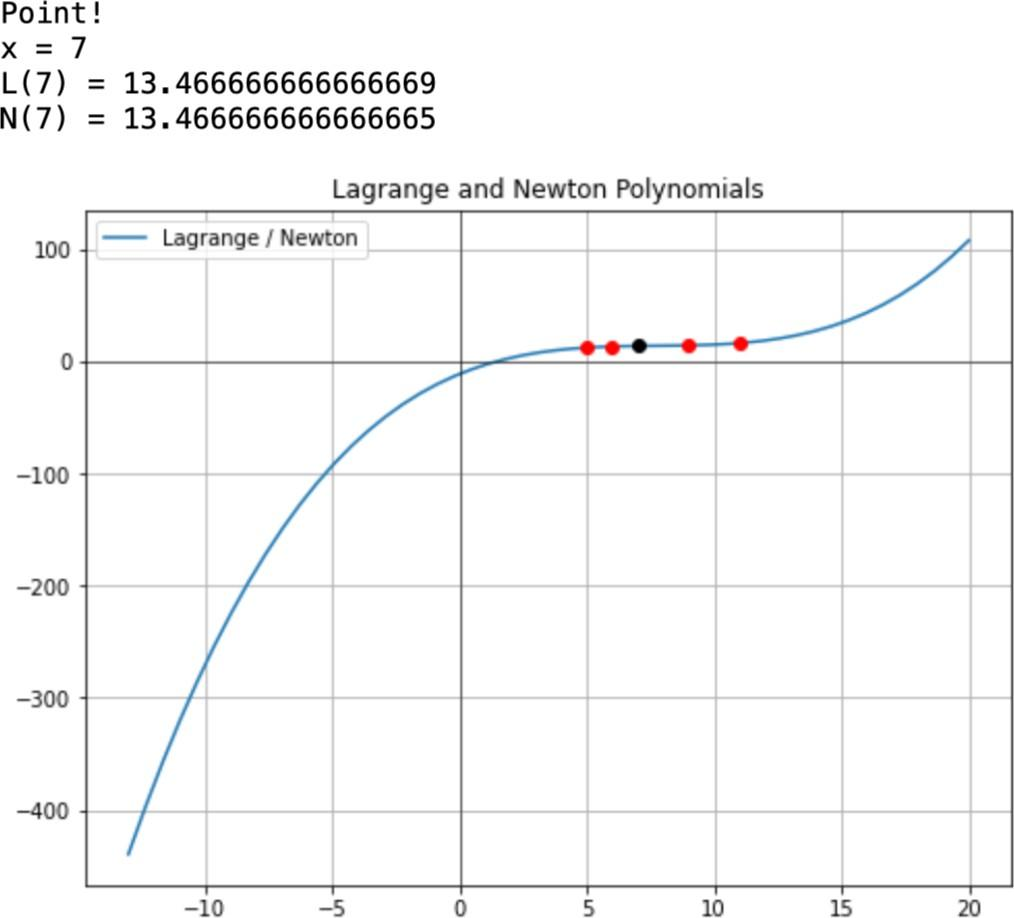 Point!
x = 7
L(7) = 13.466666666666669
N(7) = 13.466666666666665
Lagrange and Newton Polynomials
Lagrange / Newton
100
0
−100
−200
−300
−400
−10 −5 0 5 10 15 20